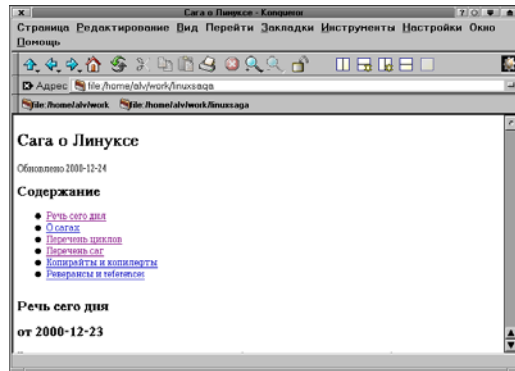 Сага о Линуксе - Konqueror
Страница Редактирование Вид Перейти Закладки Инструменты Настройки Окно
Помощь
Адрес file:/home/alv/work/linuxsaga
file:/home/alv/work file:/home/alv/work/linuxsaga
Сага о Линуксе
Обновлено 2000-12-24
Содержание
Речь сего дня
О сагах
Перечень циклов
Перечень саг
Копирайты и копилефты
Реверансы и references
Речь сего дня
от 2000-12-23